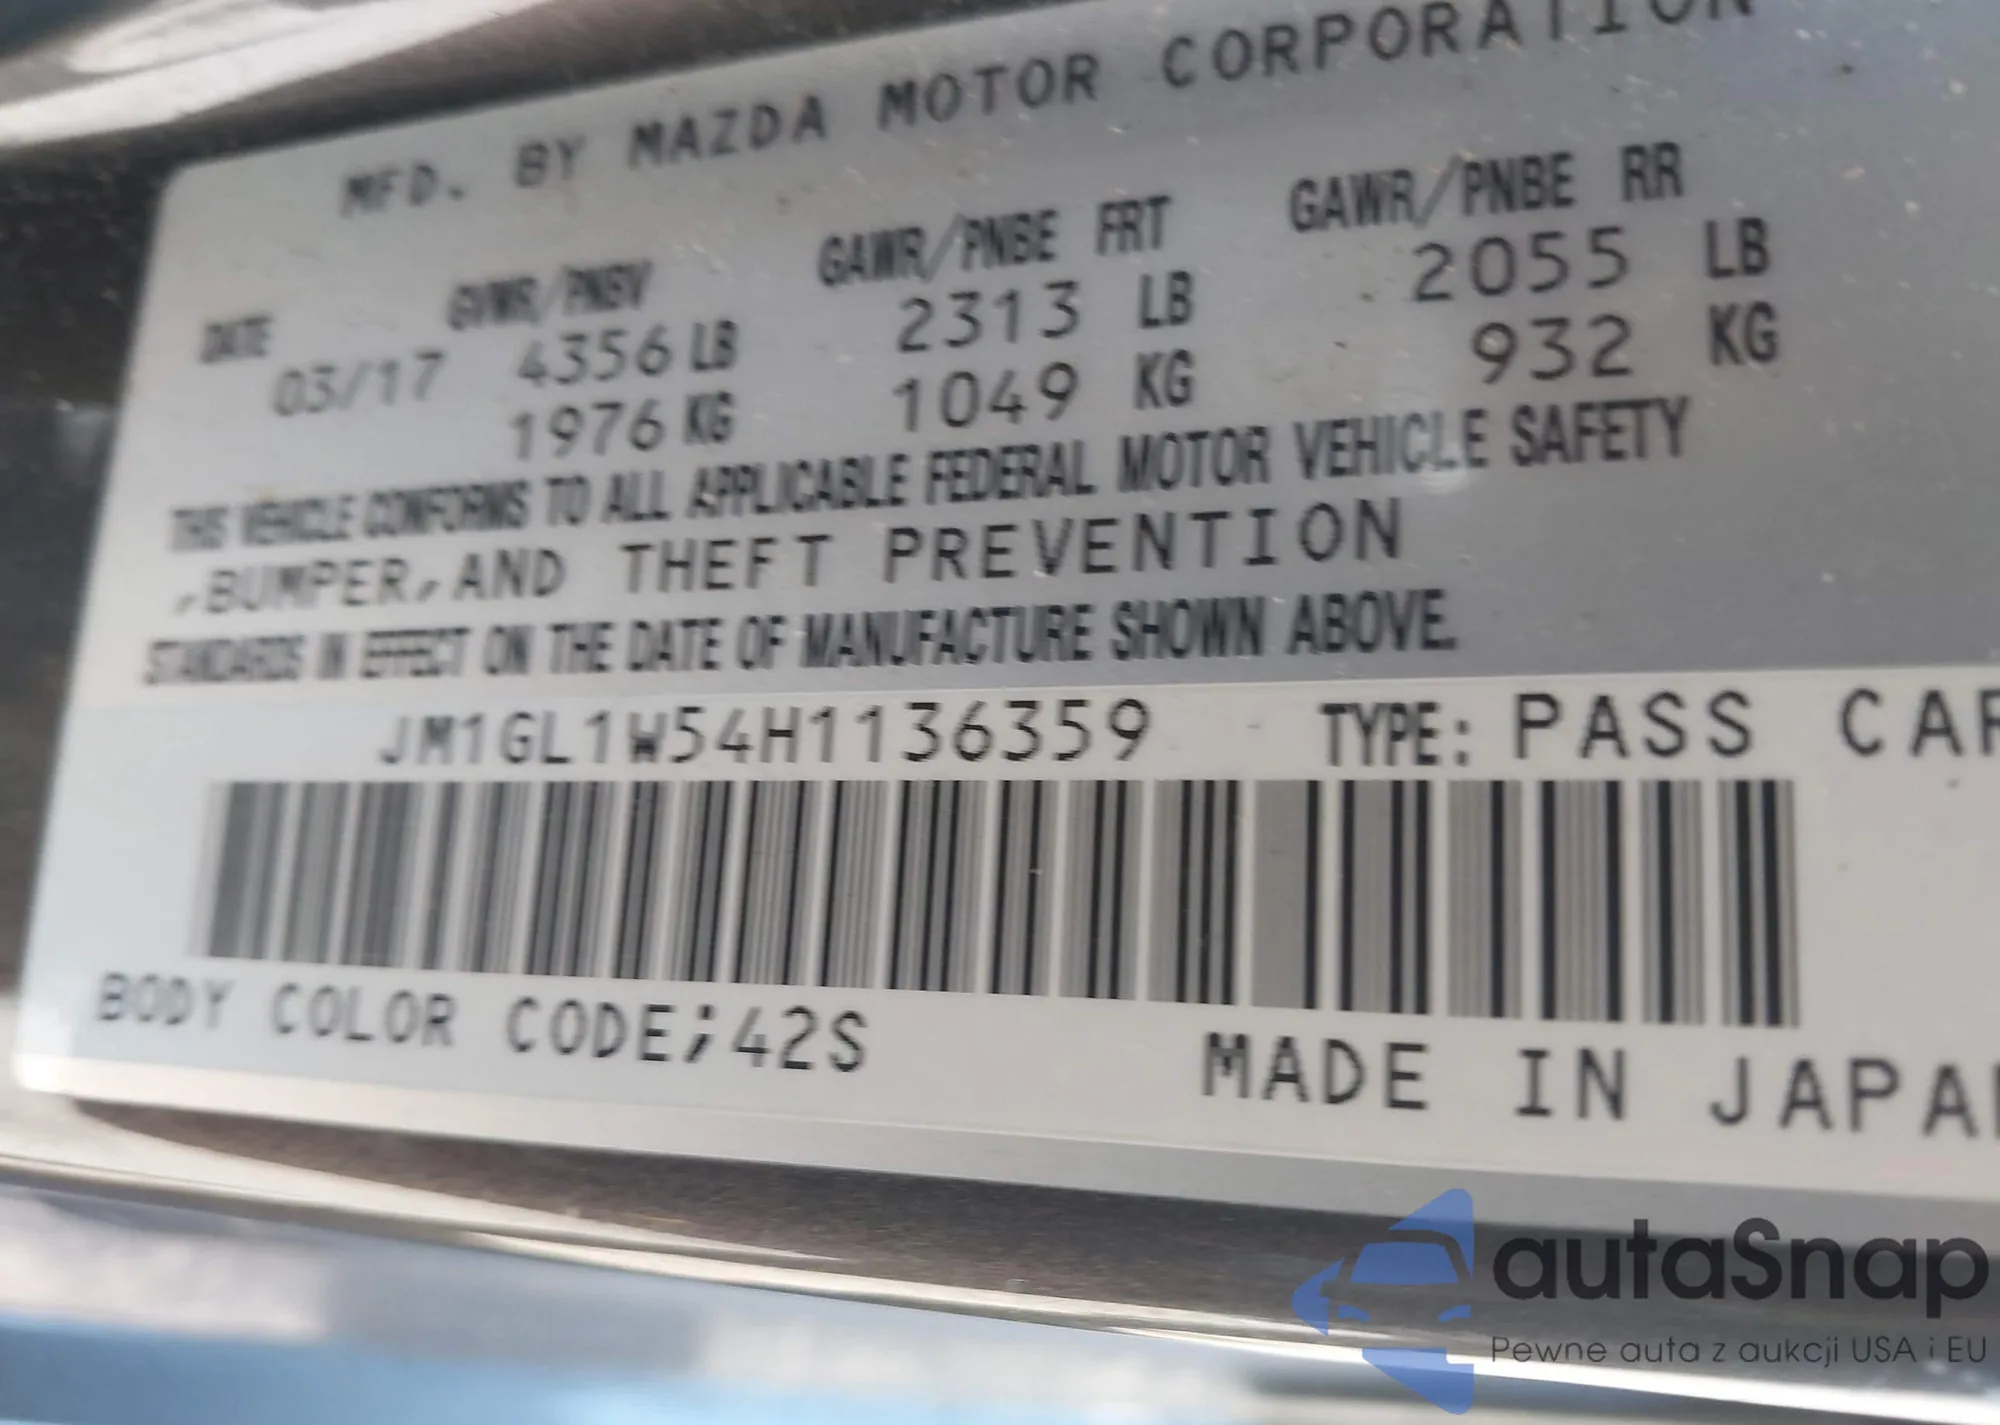 MFD. BY MAZDA MOTOR CORPORATION
DATE GVWR/PNBV GAWR/PNBE FRT GAWR/PNBE RR
03/17 4356 LB 2313 LB 2055 LB
1976 KG 1049 KG 932 KG
THIS VEHICLE CONFORMS TO ALL APPLICABLE FEDERAL MOTOR VEHICLE SAFETY
,BUMPER,AND THEFT PREVENTION
STANDARDS IN EFFECT ON THE DATE OF MANUFACTURE SHOWN ABOVE.
JM1GL1W54H1136359 TYPE: PASS CAR
BODY COLOR CODE;42S
MADE IN JAPAN
autaSnap
Pewne auta z aukcji USA i EU